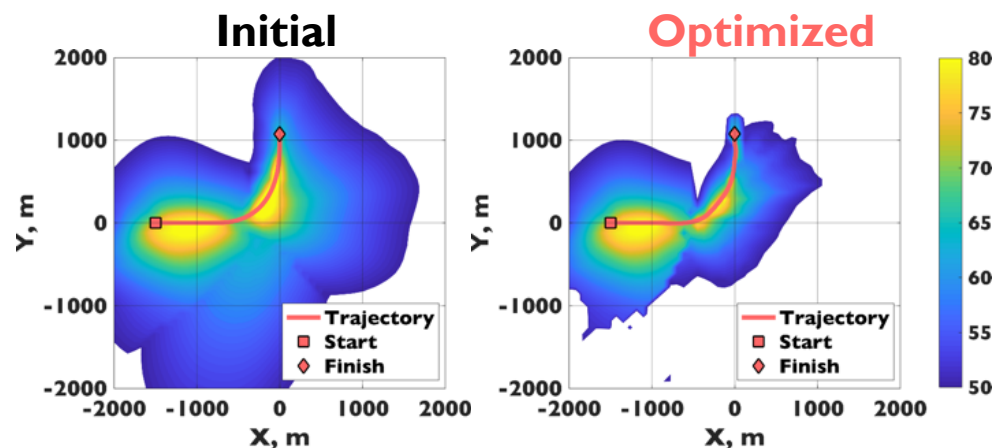 Initial
Optimized
2000
1000
0
-1000
-2000
Y, m
-2000 -1000 0 1000 2000
X, m
Trajectory
Start
Finish
2000
1000
0
-1000
-2000
Y, m
-2000 -1000 0 1000 2000
X, m
Trajectory
Start
Finish
80
75
70
65
60
55
50